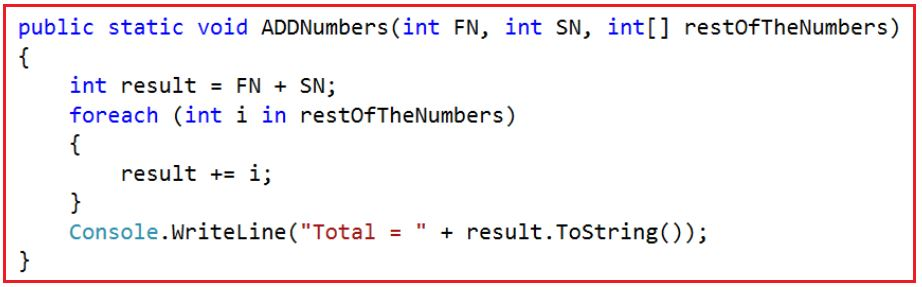 public static void ADDNumbers(int FN, int SN, int[] restOfTheNumbers)
{
    int result = FN + SN;
    foreach (int i in restOfTheNumbers)
    {
        result += i;
    }
    Console.WriteLine("Total = " + result.ToString());
}